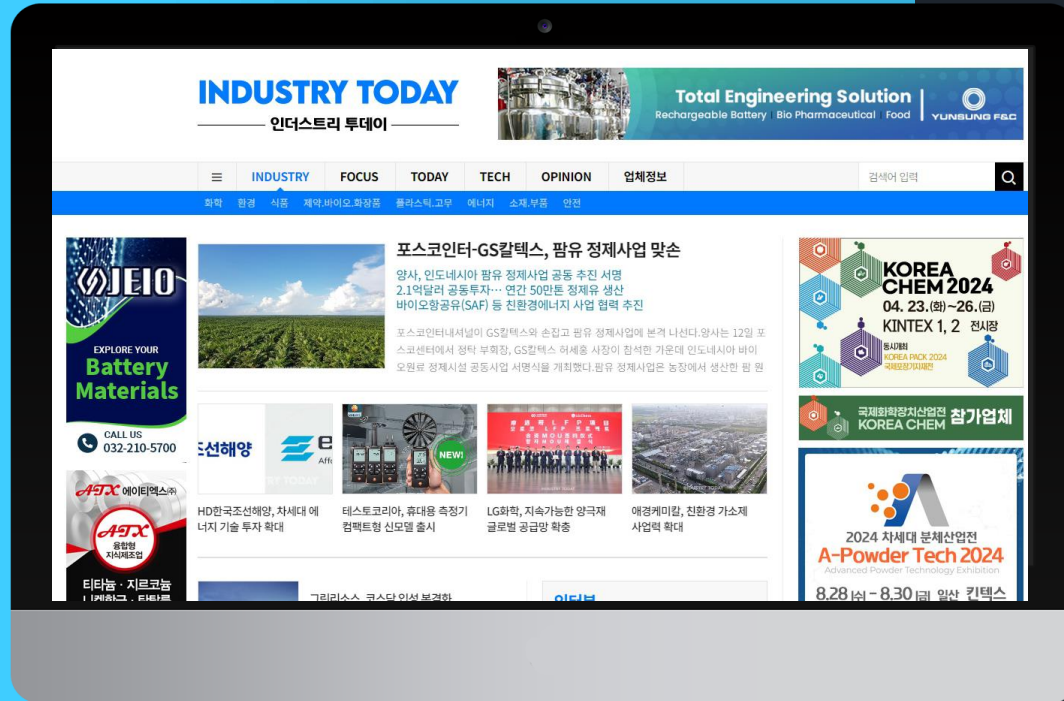 INDUSTRY TODAY
인더스트리 투데이
Total Engineering Solution
Rechargeable Battery | Bio Pharmaceutical | Food
YUNSUNG F&C
INDUSTRY FOCUS TODAY TECH OPINION 업체정보
검색어 입력
화학 환경 식품 제약.바이오.화장품 플라스틱.고무 에너지 소재.부품 안전
JEIO
EXPLORE YOUR
Battery
Materials
CALL US
032-210-5700
ATX 에이티엑스㈜
ATX
융합형
지식제조업
티타늄 · 지르코늄
포스코인터-GS칼텍스, 팜유 정제사업 맞손
양사, 인도네시아 팜유 정제사업 공동 추진 서명
2.1억달러 공동투자… 연간 50만톤 정제유 생산
바이오항공유(SAF) 등 친환경에너지 사업 협력 추진
포스코인터내셔널이 GS칼텍스와 손잡고 팜유 정제사업에 본격 나선다.양사는 12일 포
스코센터에서 정탁 부회장, GS칼텍스 허세홍 사장이 참석한 가운데 인도네시아 바이
오원료 정제시설 공동사업 서명식을 개최했다.팜유 정제사업은 농장에서 생산한 팜 원
조선해양
NEW!
HD한국조선해양, 차세대 에
너지 기술 투자 확대
테스토코리아, 휴대용 측정기
컴팩트형 신모델 출시
LG화학, 지속가능한 양극재
글로벌 공급망 확충
애경케미칼, 친환경 가소제
사업력 확대
KOREA
CHEM 2024
04. 23.(화)~26.(금)
KINTEX 1, 2 전시장
동시개최
KOREA PACK 2024
국제포장기자재전
국제화학장치산업전
KOREA CHEM 참가업체
2024 차세대 분체산업전
A-Powder Tech 2024
Advanced Powder Technology Exhibition
8.28 (수) - 8.30 (금) 일산 킨텍스